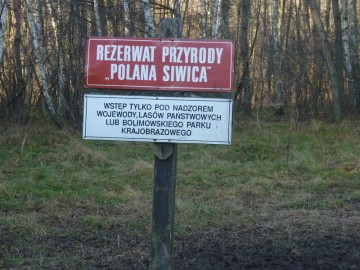 REZERWAT PRZYRODY
„POLANA SIWICA”
WSTĘP TYLKO POD NADZOREM
WOJEWODY, LASÓW PAŃSTWOWYCH
LUB BOLIMOWSKIEGO PARKU
KRAJOBRAZOWEGO